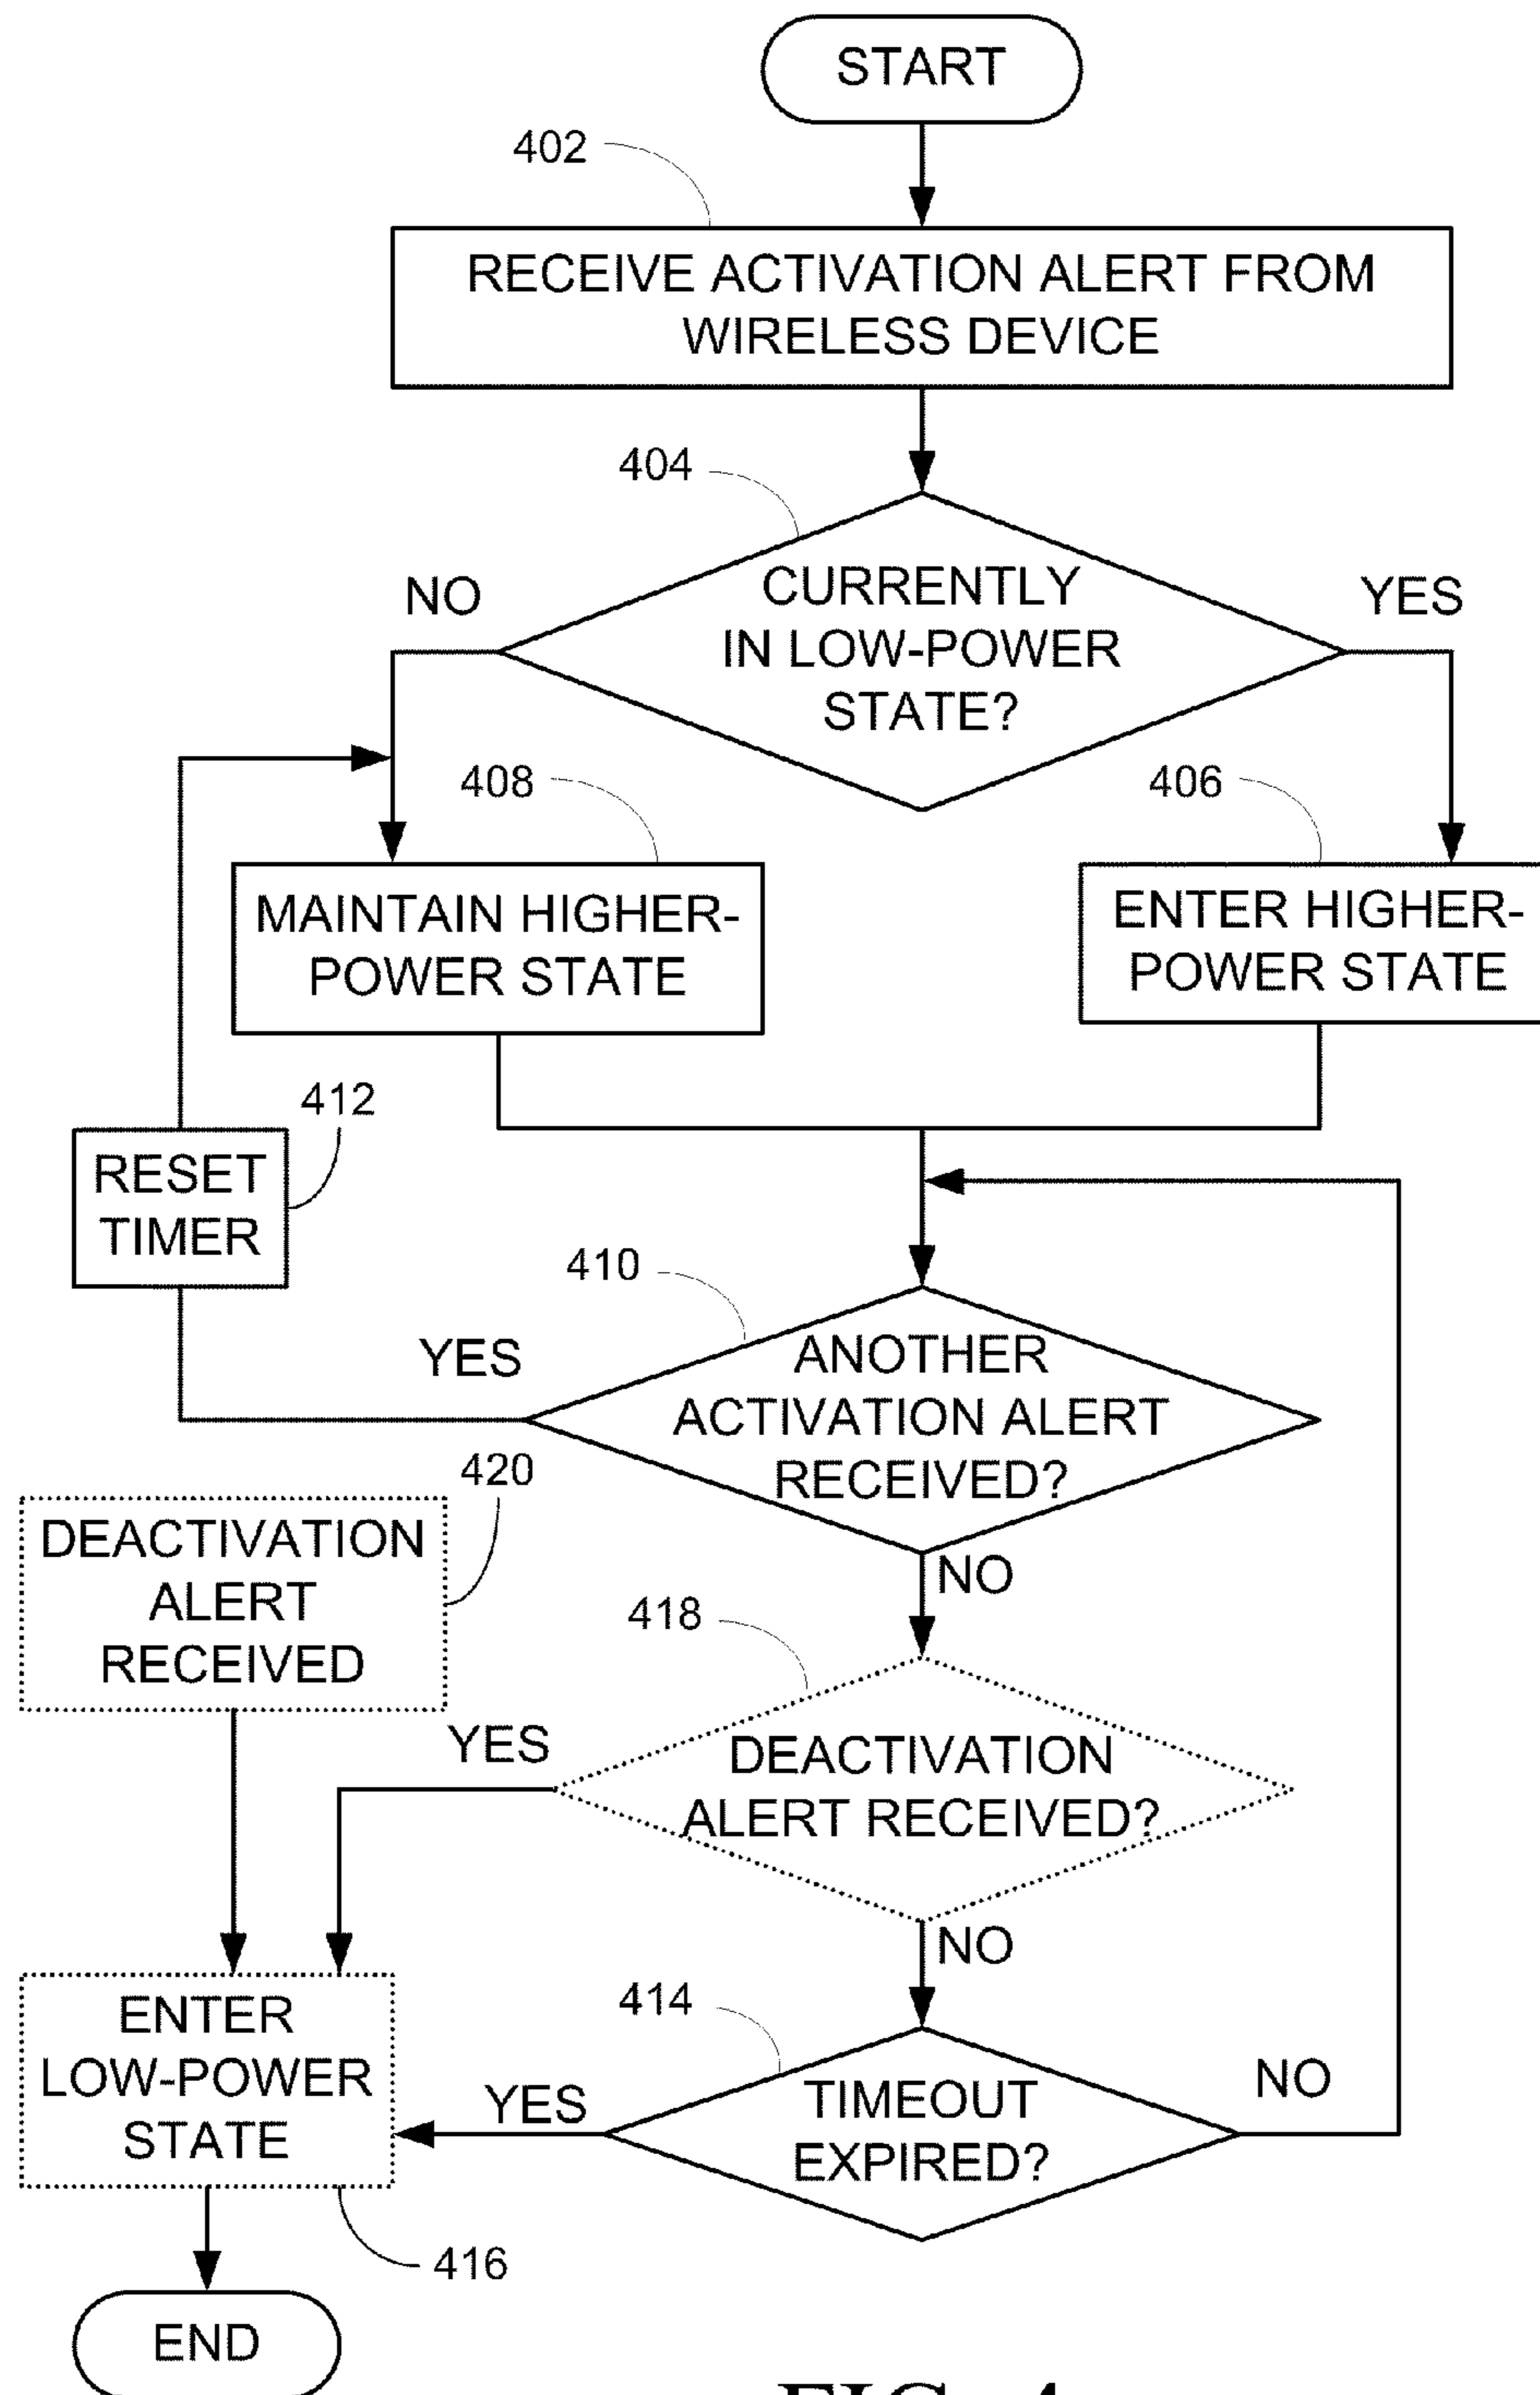 START
402
RECEIVE ACTIVATION ALERT FROM
WIRELESS DEVICE
404
NO
CURRENTLY
IN LOW-POWER
STATE?
YES
408
406
MAINTAIN HIGHER-
POWER STATE
ENTER HIGHER-
POWER STATE
412
RESET
TIMER
410
YES
ANOTHER
ACTIVATION ALERT
RECEIVED?
420
DEACTIVATION
ALERT
RECEIVED
NO
418
YES
DEACTIVATION
ALERT RECEIVED?
NO
414
ENTER
LOW-POWER
STATE
YES
TIMEOUT
EXPIRED?
NO
416
END
FIG. 4